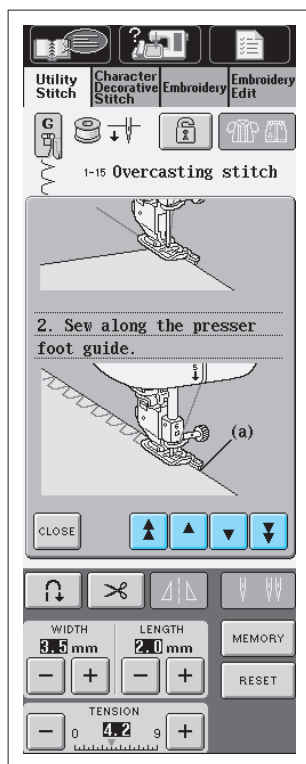 ?
Utility Stitch
Character Decorative Stitch
Embroidery
Embroidery Edit
G
1-15 Overcasting stitch
2. Sew along the presser
foot guide.
5
(a)
CLOSE
WIDTH
3.5 mm
LENGTH
2.0 mm
MEMORY
- +
- +
RESET
TENSION
4.2
- 0 9 +